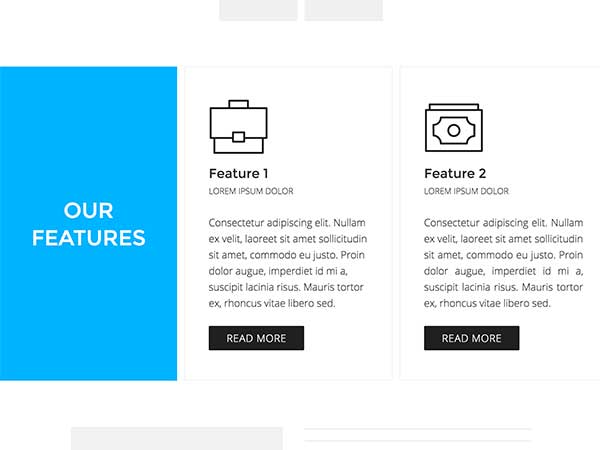 OUR
FEATURES
Feature 1
LOREM IPSUM DOLOR
Consectetur adipiscing elit. Nullam
ex velit, laoreet sit amet sollicitudin
sit amet, commodo eu justo. Proin
dolor augue, imperdiet id mi a,
suscipit lacinia risus. Mauris tortor
ex, rhoncus vitae libero sed.
READ MORE
Feature 2
LOREM IPSUM DOLOR
Consectetur adipiscing elit. Nullam
ex velit, laoreet sit amet sollicitudin
sit amet, commodo eu justo. Proin
dolor augue, imperdiet id mi a,
suscipit lacinia risus. Mauris tortor
ex, rhoncus vitae libero sed.
READ MORE